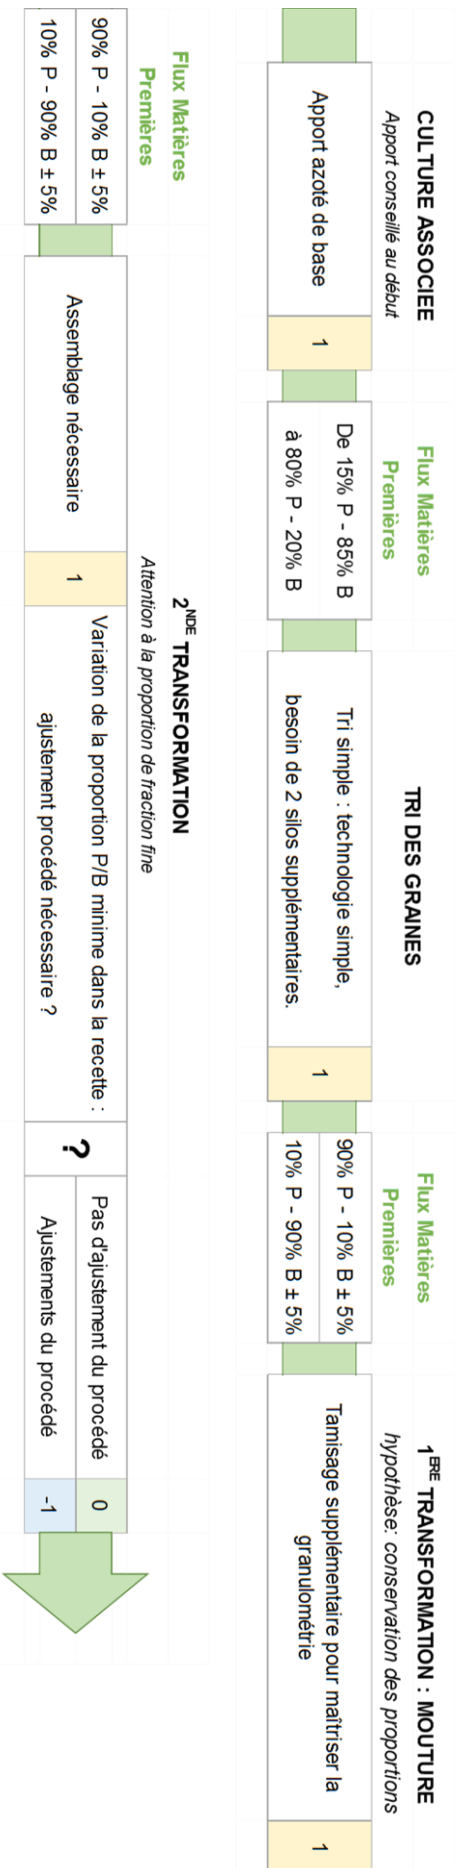 CULTURE ASSOCIEE
Apport conseillé au début
Apport azoté de base
1
Flux Matières
Premières
De 15% P - 85% B
à 80% P - 20% B
TRI DES GRAINES
Tri simple : technologie simple,
besoin de 2 silos supplémentaires.
1
Flux Matières
Premières
90% P - 10% B ± 5%
10% P - 90% B ± 5%
1ERE TRANSFORMATION : MOUTURE
hypothèse: conservation des proportions
Tamisage supplémentaire pour maîtriser la
granulométrie
1
Flux Matières
Premières
90% P - 10% B ± 5%
10% P - 90% B ± 5%
2NDE TRANSFORMATION
Attention à la proportion de fraction fine
Assemblage nécessaire
1
Variation de la proportion P/B minime dans la recette :
ajustement procédé nécessaire ?
?
Pas d'ajustement du procédé
0
Ajustements du procédé
-1